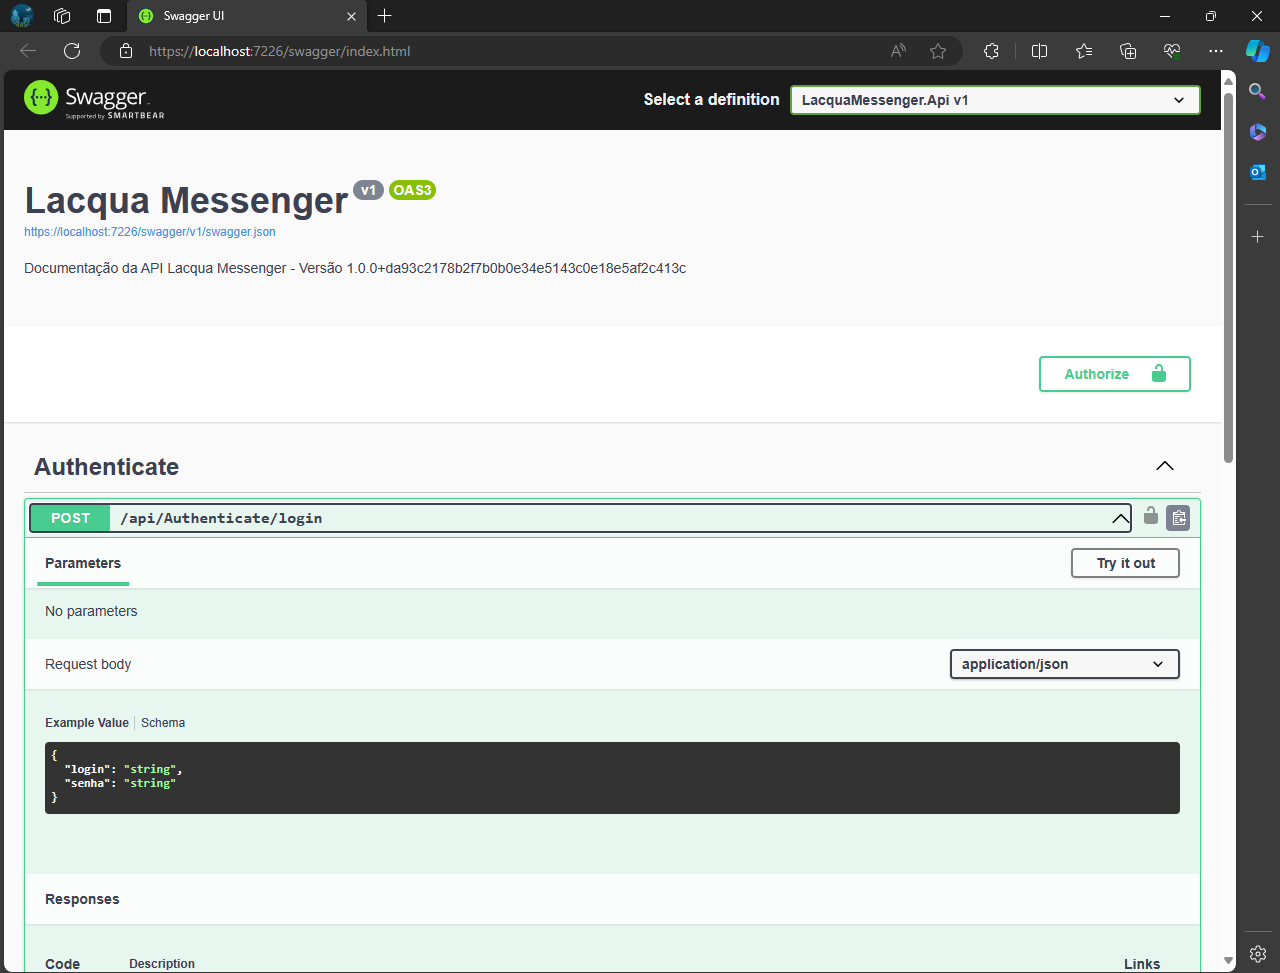 Swagger UI
https://localhost:7226/swagger/index.html
Swagger
Supported by SMARTBEAR
Select a definition
LacquaMessenger.Api v1
Lacqua Messenger v1 OAS3
https://localhost:7226/swagger/v1/swagger.json
Documentação da API Lacqua Messenger - Versão 1.0.0+da93c2178b2f7b0b0e34e5143c0e18e5af2c413c
Authorize
Authenticate
POST /api/Authenticate/login
Parameters
Try it out
No parameters
Request body
application/json
Example Value Schema
{
"login": "string",
"senha": "string"
}
Responses
Code Description Links